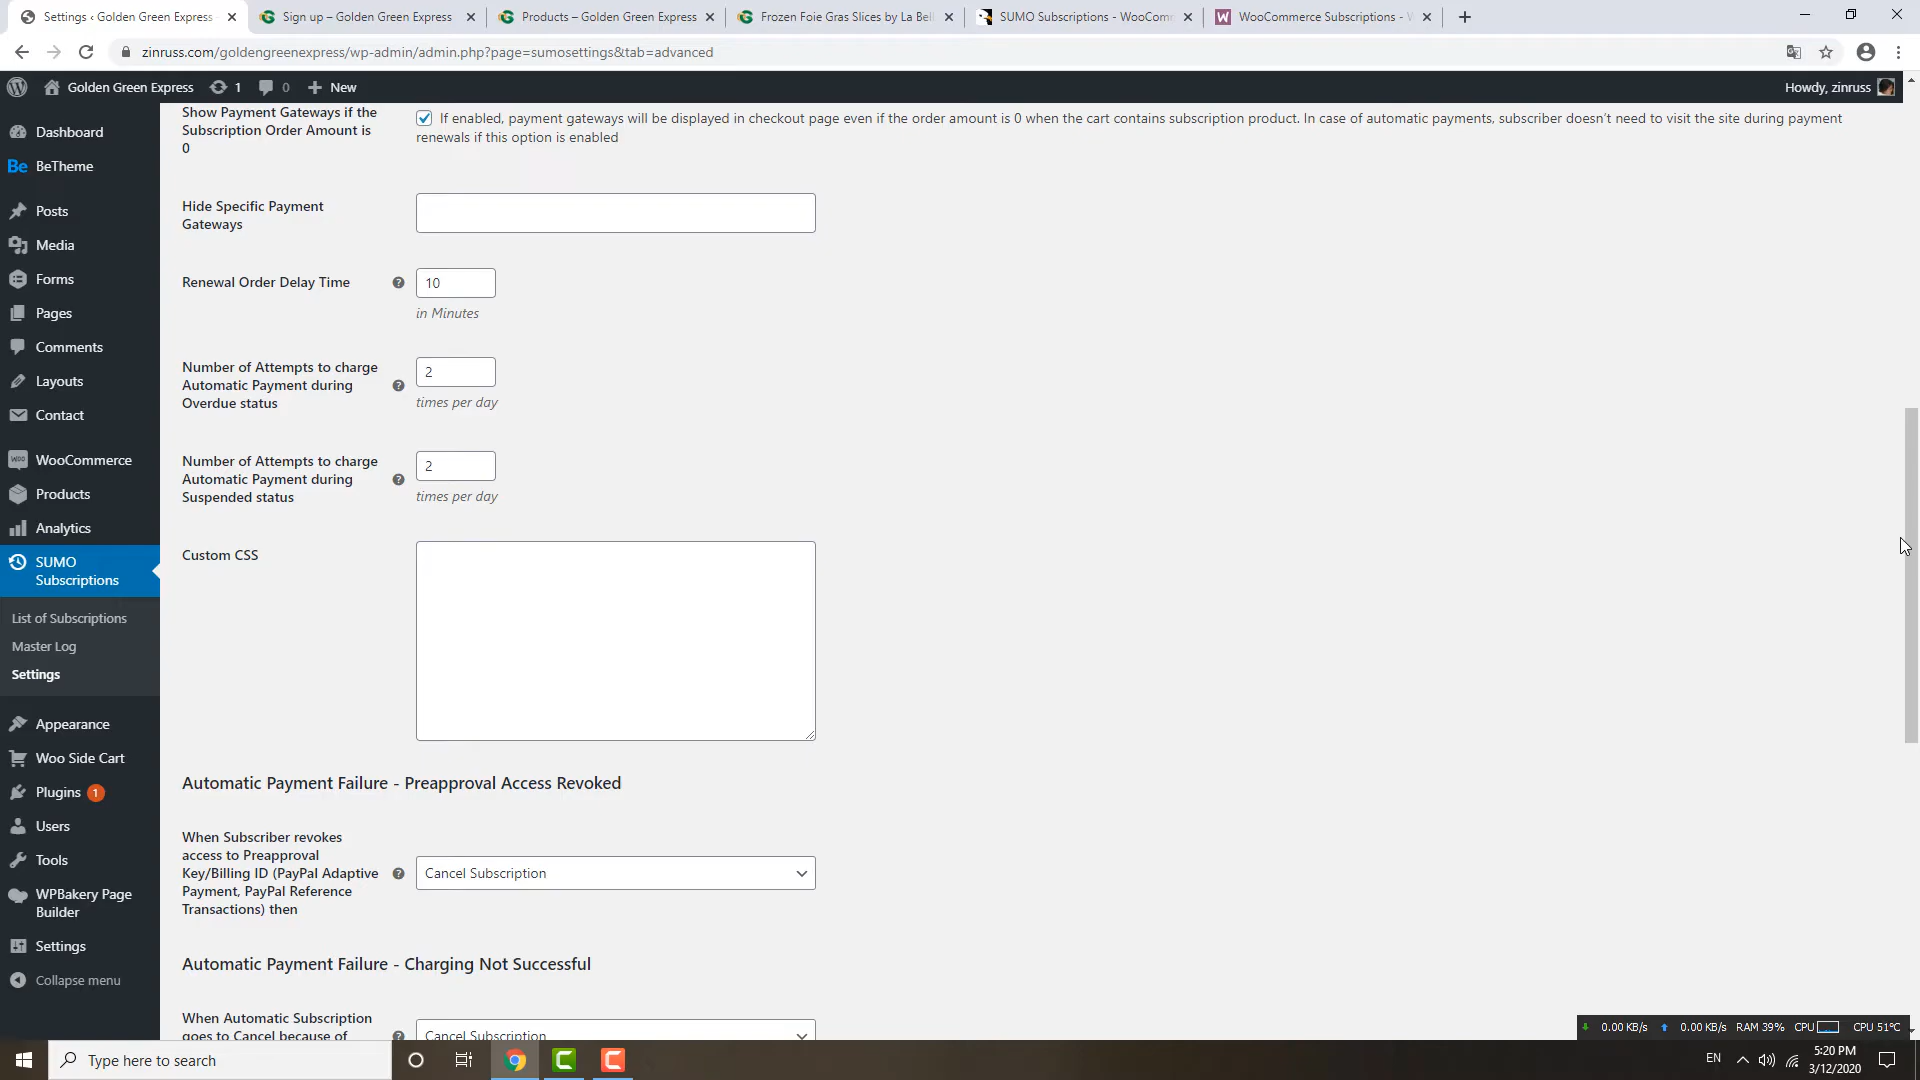 Settings ‹ Golden Green Express
Sign up – Golden Green Express
Products – Golden Green Express
Frozen Foie Gras Slices by La Bell
SUMO Subscriptions - WooComm
WooCommerce Subscriptions - W
zinruss.com/goldengreenexpress/wp-admin/admin.php?page=sumosettings&tab=advanced
Golden Green Express
1
0
New
Howdy, zinruss
Dashboard
Be BeTheme
Posts
Media
Forms
Pages
Comments
Layouts
Contact
WooCommerce
Products
Analytics
SUMO
Subscriptions
List of Subscriptions
Master Log
Settings
Appearance
Woo Side Cart
Plugins 1
Users
Tools
WPBakery Page
Builder
Settings
Collapse menu
Show Payment Gateways if the
Subscription Order Amount is
0
If enabled, payment gateways will be displayed in checkout page even if the order amount is 0 when the cart contains subscription product. In case of automatic payments, subscriber doesn't need to visit the site during payment
renewals if this option is enabled
Hide Specific Payment
Gateways
Renewal Order Delay Time
10
in Minutes
Number of Attempts to charge
Automatic Payment during
Overdue status
2
times per day
Number of Attempts to charge
Automatic Payment during
Suspended status
2
times per day
Custom CSS
Automatic Payment Failure - Preapproval Access Revoked
When Subscriber revokes
access to Preapproval
Key/Billing ID (PayPal Adaptive
Payment, PayPal Reference
Transactions) then
Cancel Subscription
Automatic Payment Failure - Charging Not Successful
When Automatic Subscription
goes to Cancel because of
Cancel Subscription
0.00 KB/s
0.00 KB/s
RAM 39%
CPU
CPU 51°C
Type here to search
EN
5:20 PM
3/12/2020